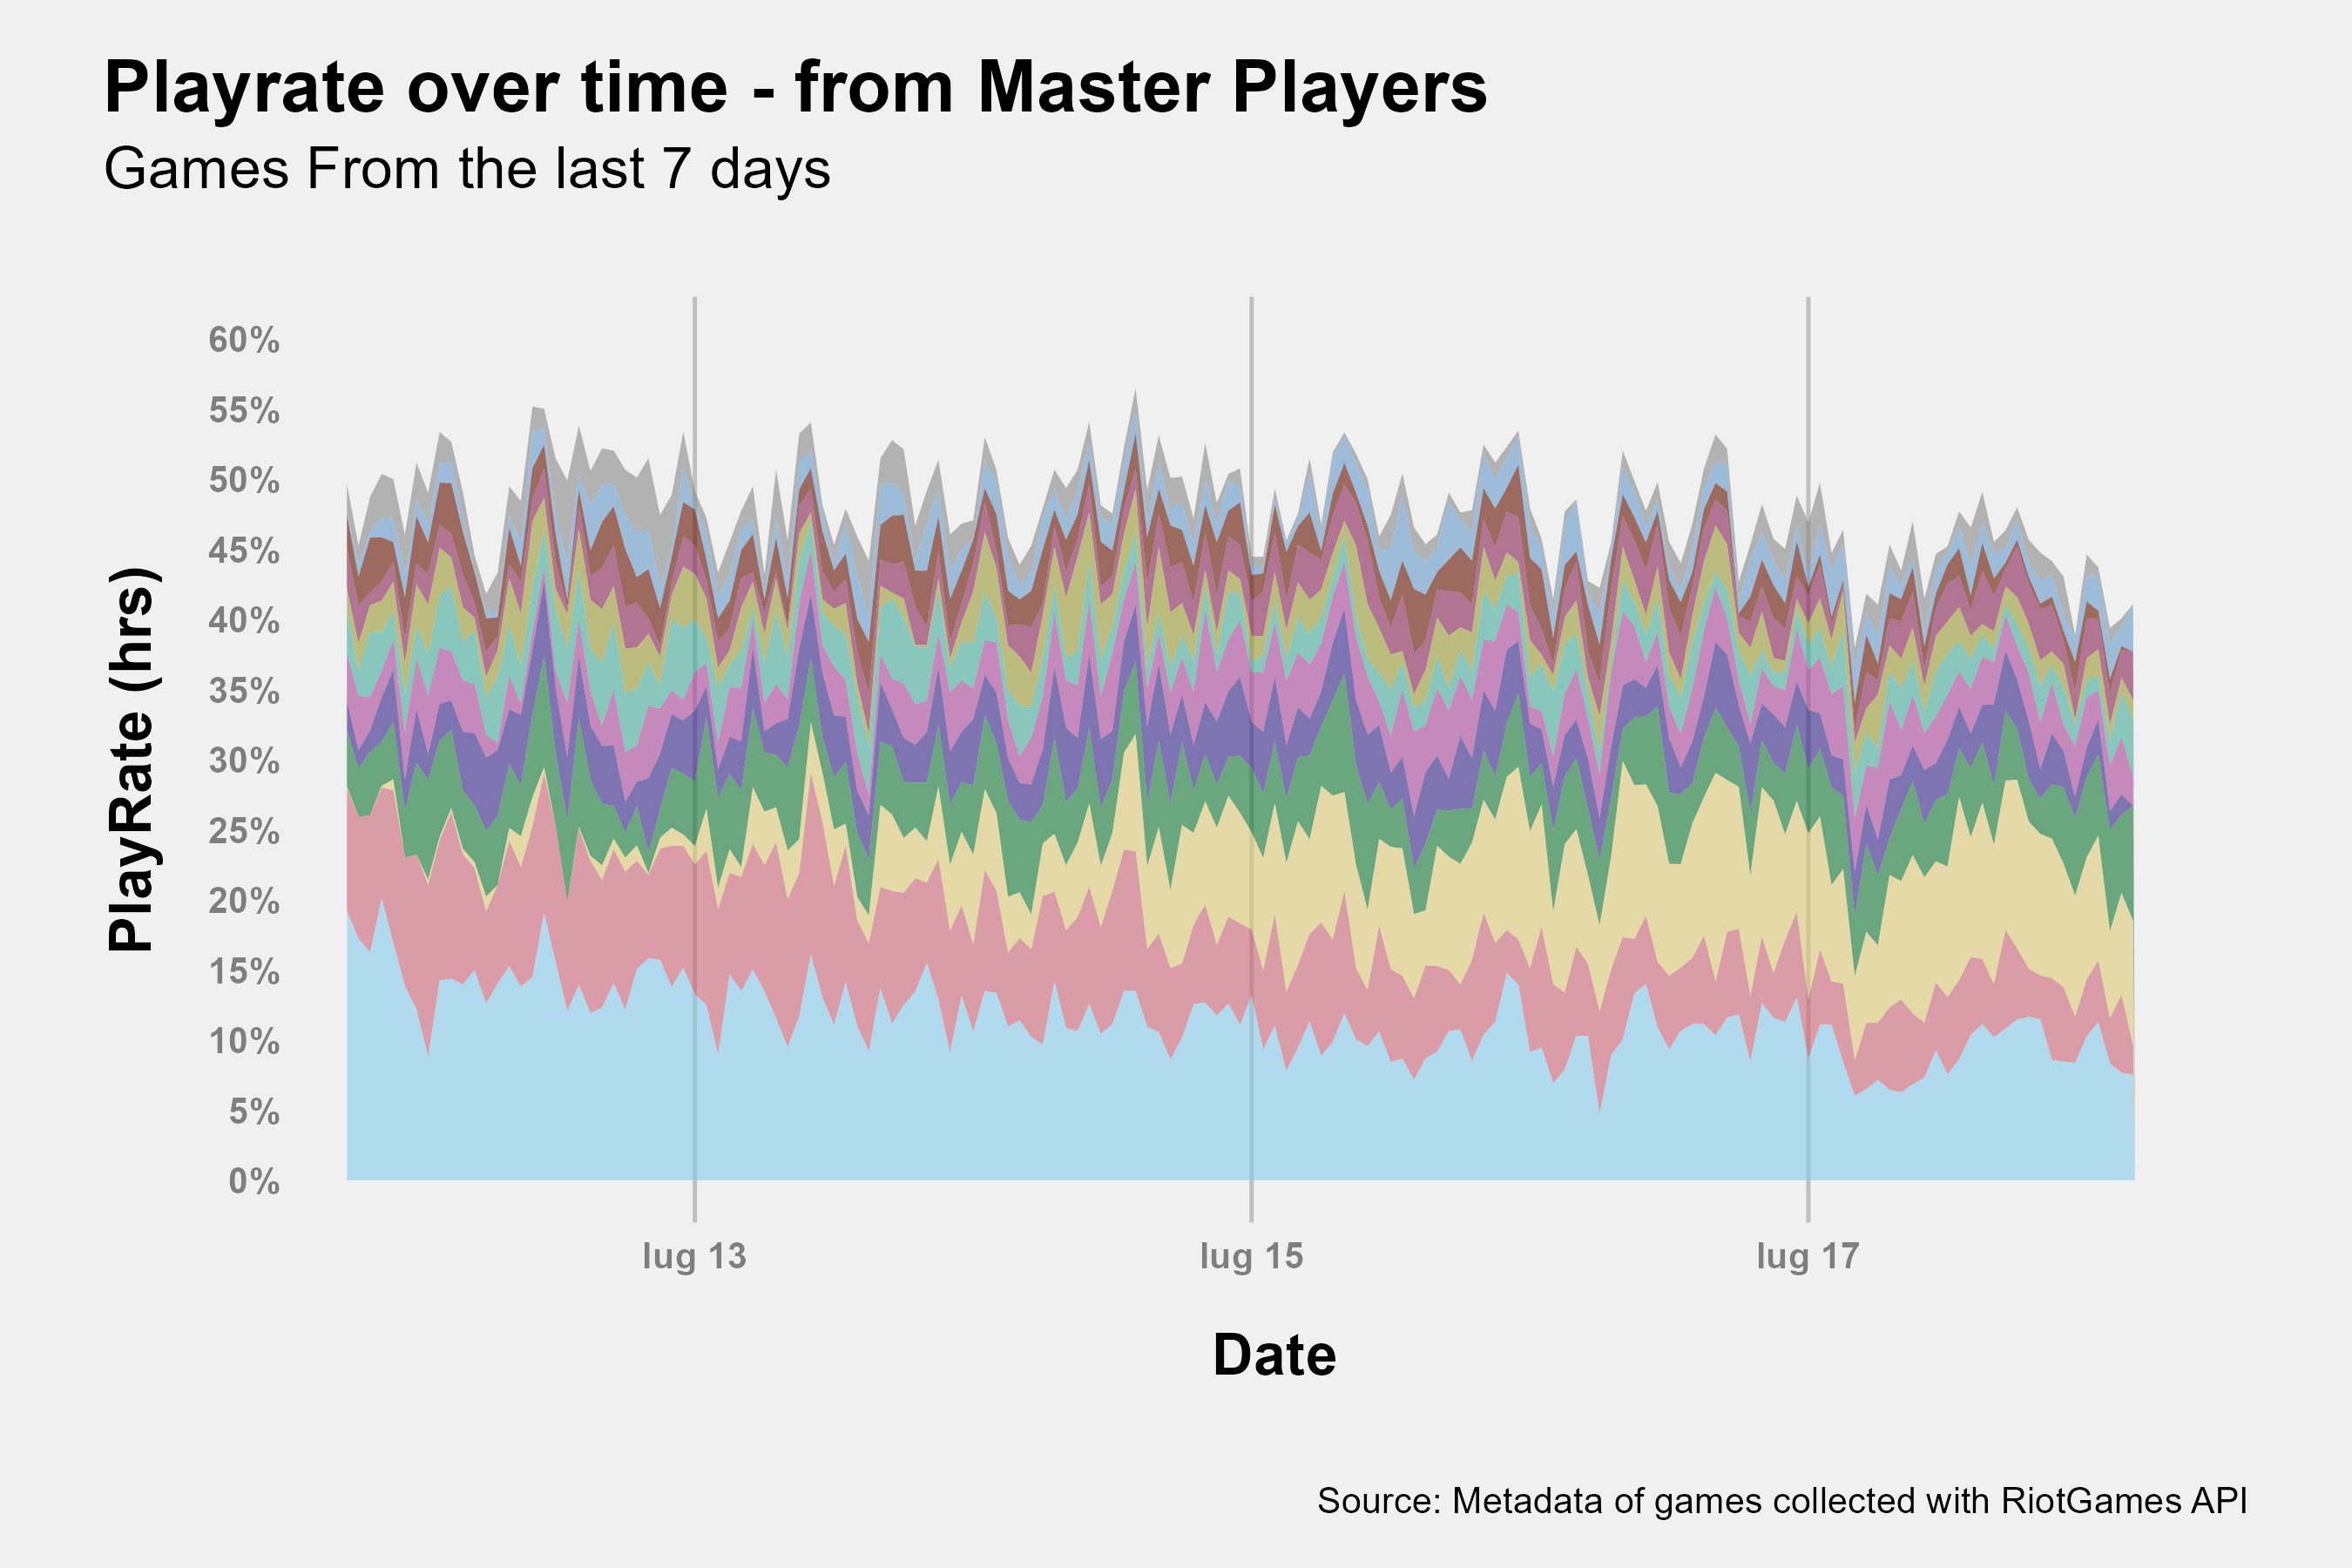 Playrate over time - from Master Players
Games From the last 7 days
60%
55%
50%
45%
40%
35%
30%
25%
20%
15%
10%
5%
0%
PlayRate (hrs)
lug 13
lug 15
lug 17
Date
Source: Metadata of games collected with RiotGames API